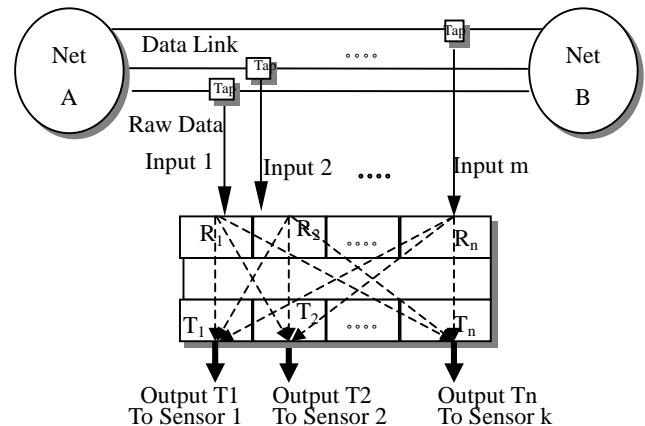 Tap
Net
A
Data Link
Net
B
Tap
Tap
Raw Data
Input 1
Input 2
Input m
R1
R2
Rn
T1
T2
Tn
Output T1
To Sensor 1
Output T2
To Sensor 2
Output Tn
To Sensor k